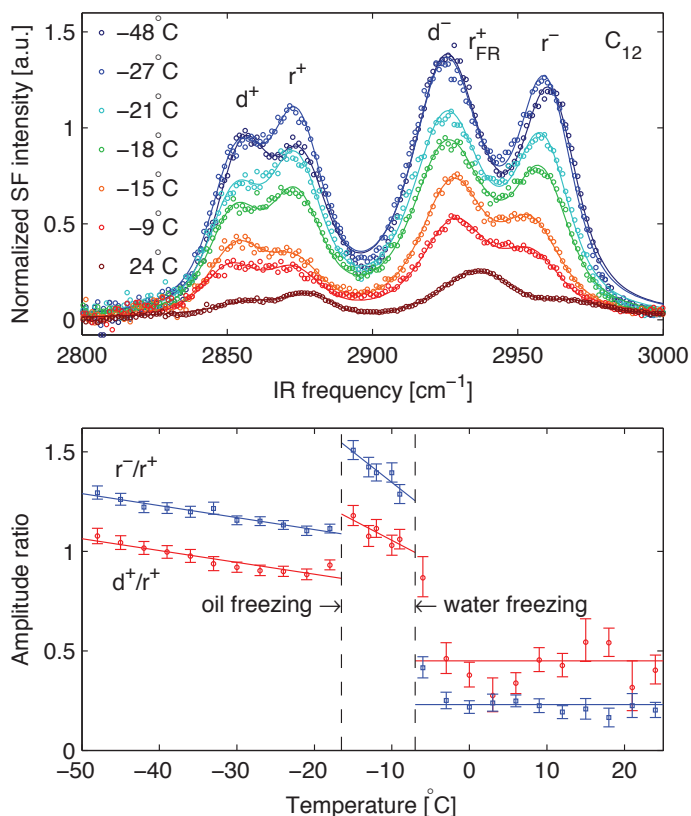 1.5
1
0.5
0
Normalized SF intensity [a.u.]
−48°C
−27°C
−21°C
−18°C
−15°C
−9°C
24°C
d⁺
r⁺
d⁻
r⁺FR
r⁻
C₁₂
2800
2850
2900
2950
3000
IR frequency [cm⁻¹]
1.5
1
0.5
0
Amplitude ratio
r⁻/r⁺
d⁺/r⁺
oil freezing→
←water freezing
−50
−40
−30
−20
−10
0
10
20
Temperature [°C]